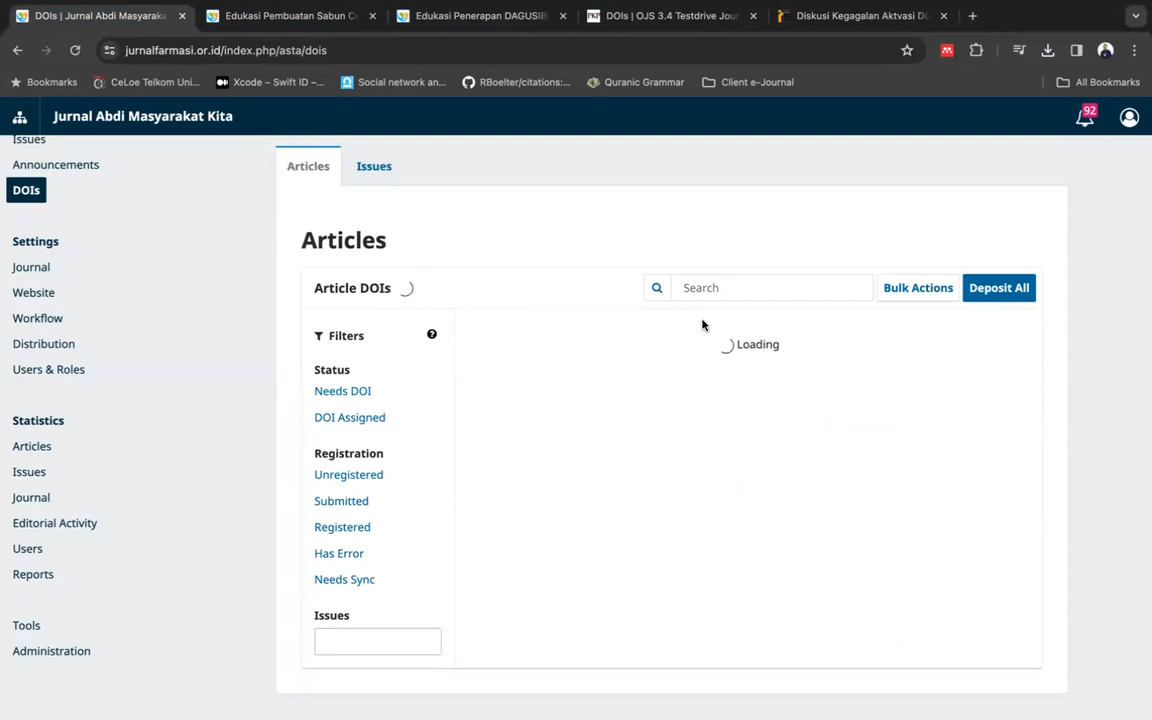 DOIs | Jurnal Abdi Masyaraka
Edukasi Pembuatan Sabun C
Edukasi Penerapan DAGUSIB
PKP
DOIs | OJS 3.4 Testdrive Jour
Diskusi Kegagalan Aktvasi DO
jurnalfarmasi.or.id/index.php/asta/dois
Bookmarks
CeLoe Telkom Uni...
Xcode – Swift ID –...
Social network an...
RBoelter/citations:...
Quranic Grammar
Client e-Journal
All Bookmarks
Jurnal Abdi Masyarakat Kita
92
Issues
Announcements
DOIs
Settings
Journal
Website
Workflow
Distribution
Users & Roles
Statistics
Articles
Issues
Journal
Editorial Activity
Users
Reports
Tools
Administration
Articles
Issues
Articles
Article DOIs
Search
Bulk Actions
Deposit All
Filters
Status
Needs DOI
DOI Assigned
Registration
Unregistered
Submitted
Registered
Has Error
Needs Sync
Issues
Loading